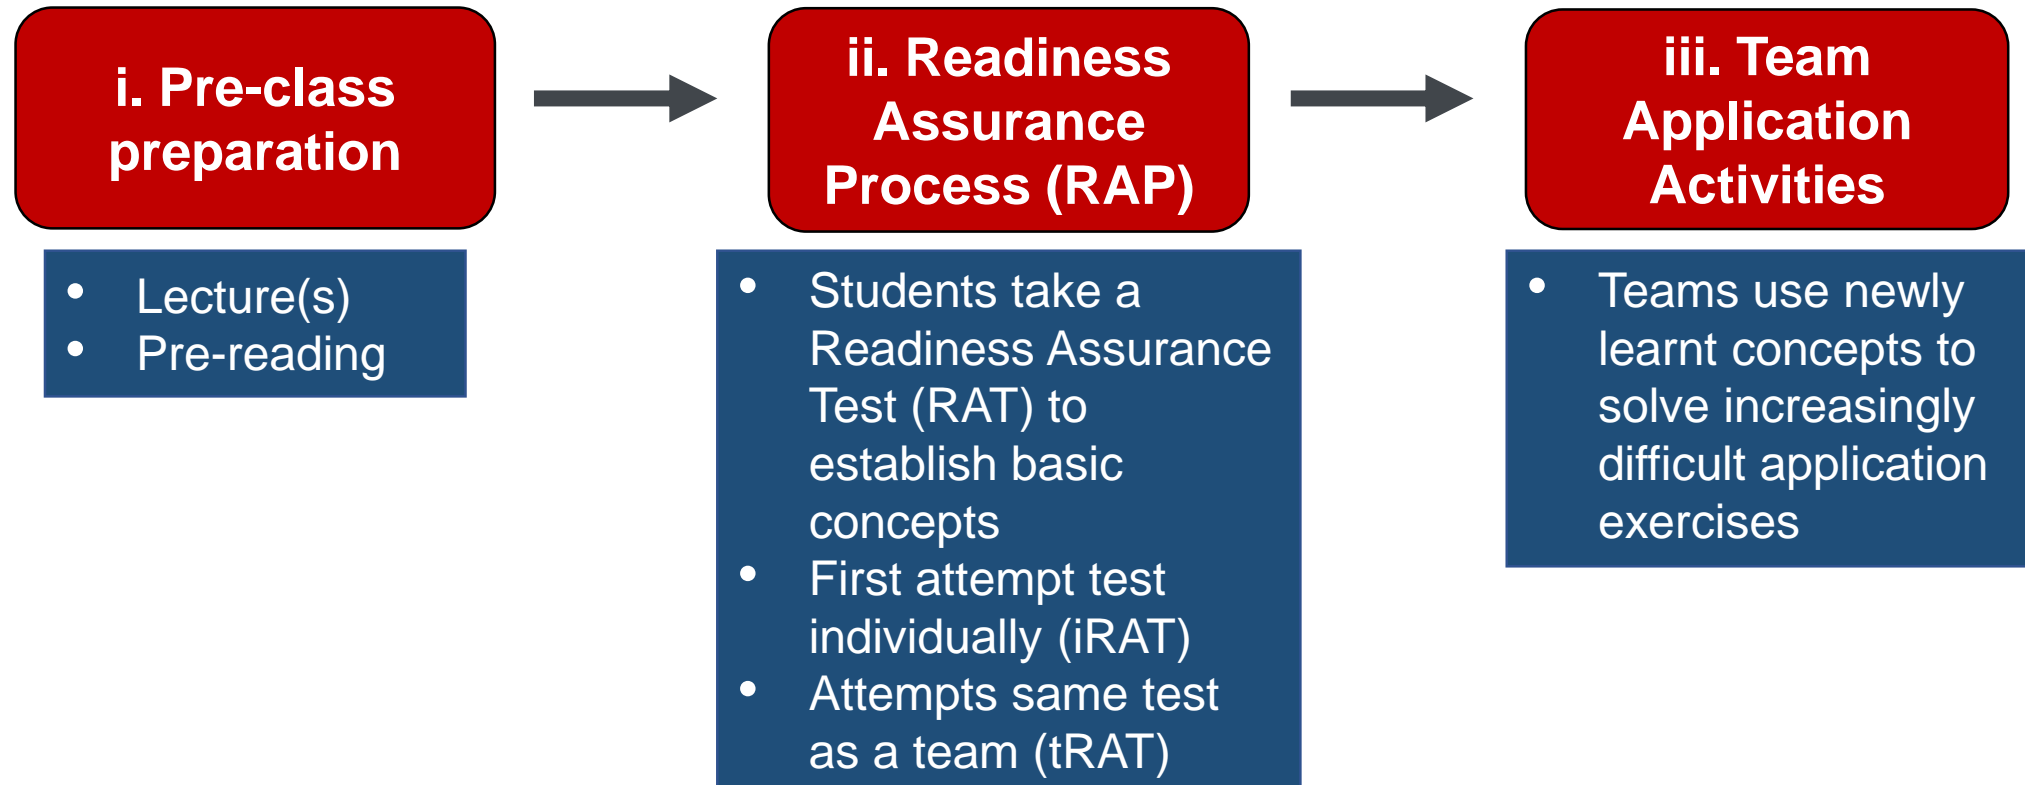 i. Pre-class
preparation
• Lecture(s)
• Pre-reading
ii. Readiness
Assurance
Process (RAP)
• Students take a
Readiness Assurance
Test (RAT) to
establish basic
concepts
• First attempt test
individually (iRAT)
• Attempts same test
as a team (tRAT)
iii. Team
Application
Activities
• Teams use newly
learnt concepts to
solve increasingly
difficult application
exercises